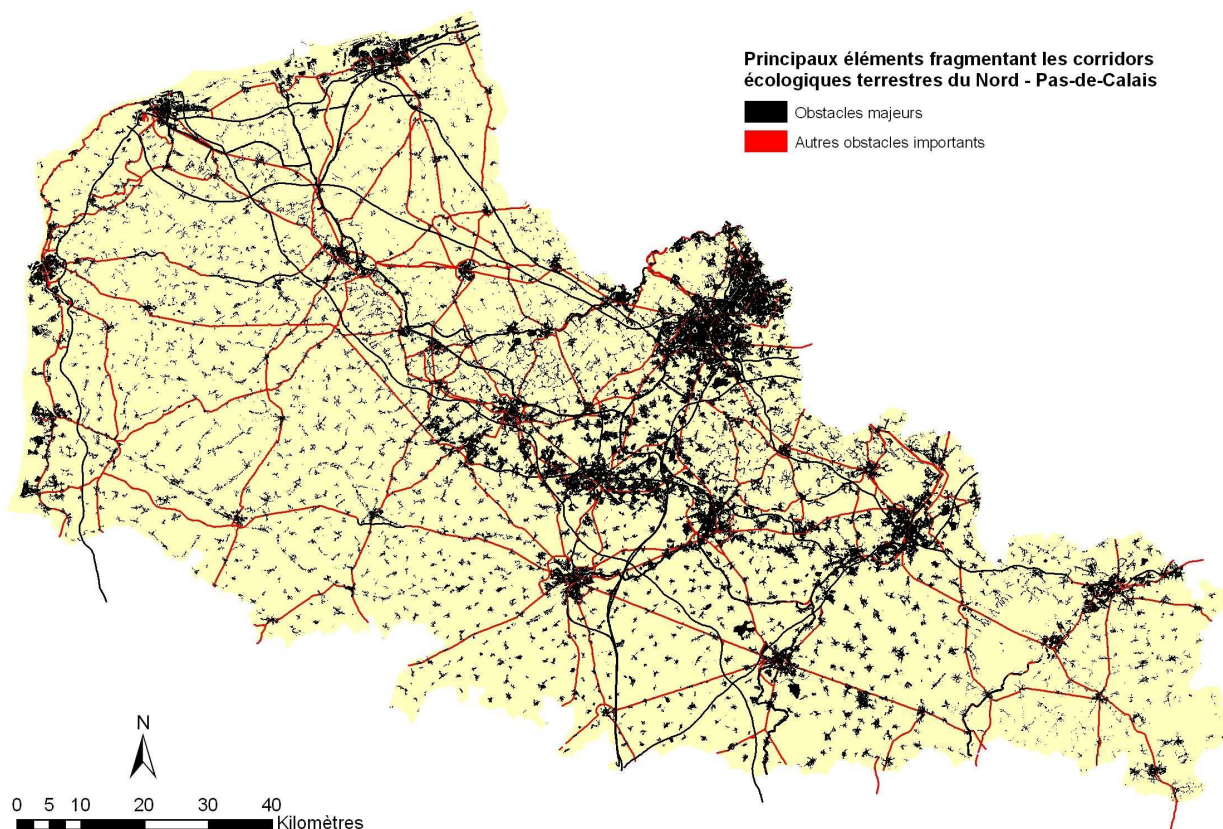 Principaux éléments fragmentant les corridors
écologiques terrestres du Nord - Pas-de-Calais
Obstacles majeurs
Autres obstacles importants
N
0 5 10 20 30 40
Kilomètres